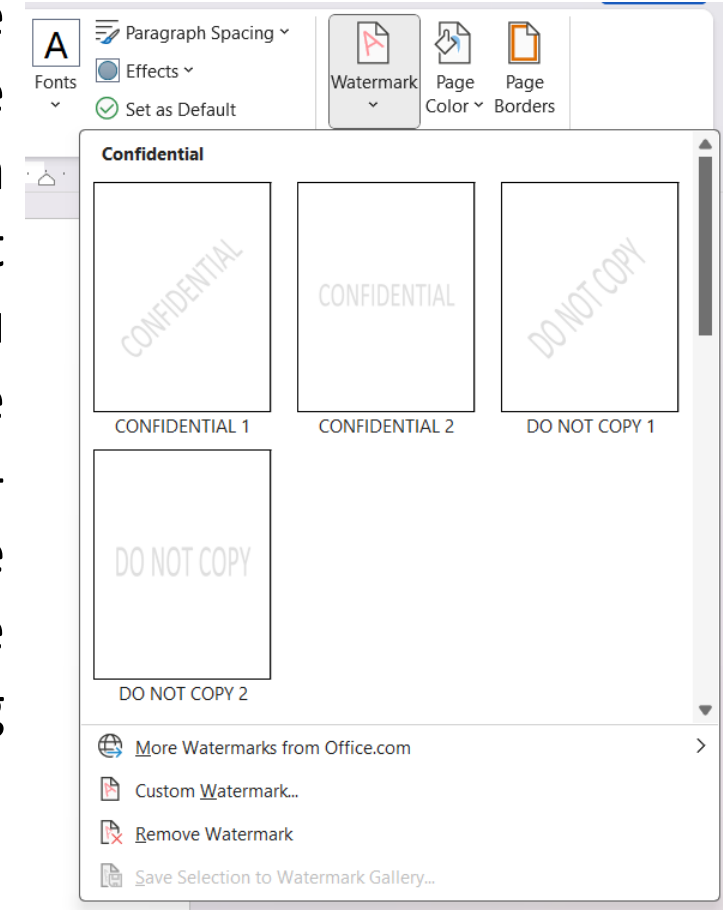 A
Fonts
Paragraph Spacing
Effects
Set as Default
Watermark
Page
Color
Page
Borders
Confidential
CONFIDENTIAL
CONFIDENTIAL
DO NOT COPY
CONFIDENTIAL 1
CONFIDENTIAL 2
DO NOT COPY 1
DO NOT COPY
DO NOT COPY 2
More Watermarks from Office.com
Custom Watermark...
Remove Watermark
Save Selection to Watermark Gallery...